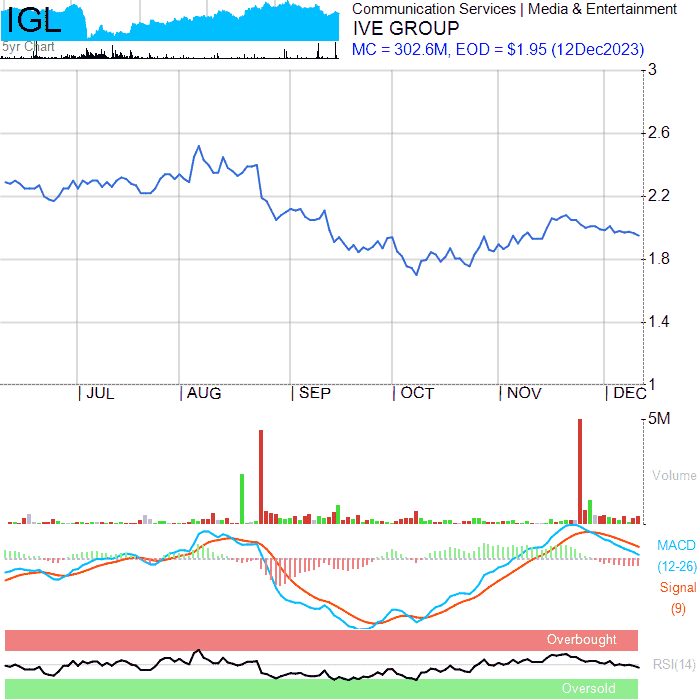 IGL
5yr Chart
Communication Services | Media & Entertainment
IVE GROUP
MC = 302.6M, EOD = $1.95 (12Dec2023)
3
2.6
2.2
1.8
1.4
1
| JUL | AUG | SEP | OCT | NOV | DEC
5M
Volume
MACD
(12-26)
Signal
(9)
Overbought
RSI(14)
Oversold